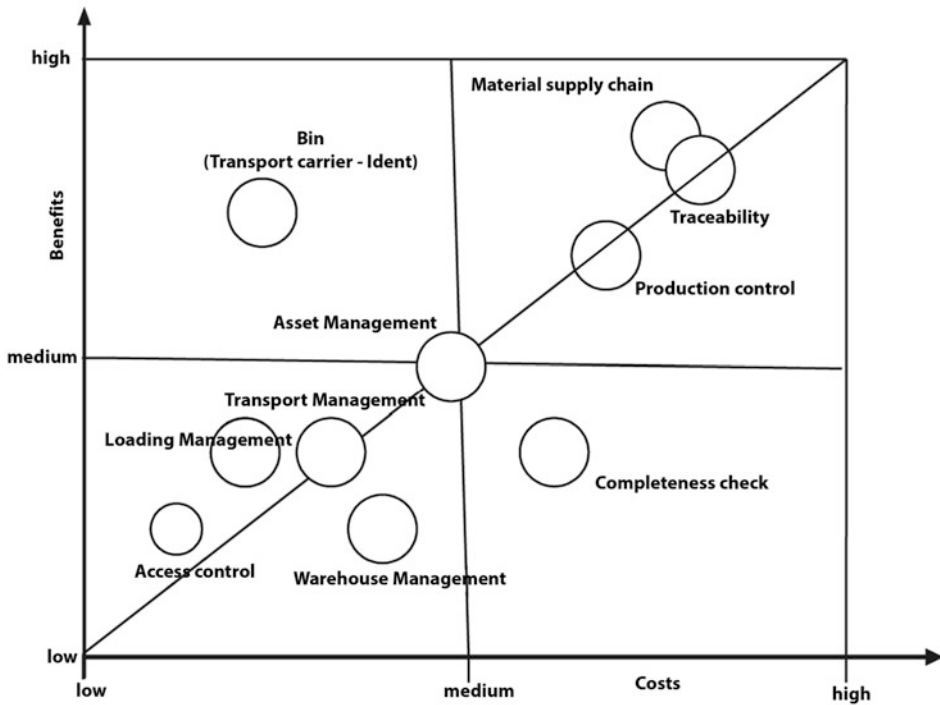 high
Material supply chain
Bin
(Transport carrier - Ident)
Benefits
Traceability
Production control
Asset Management
medium
Transport Management
Loading Management
Completeness check
Access control
Warehouse Management
low
low
medium
Costs
high